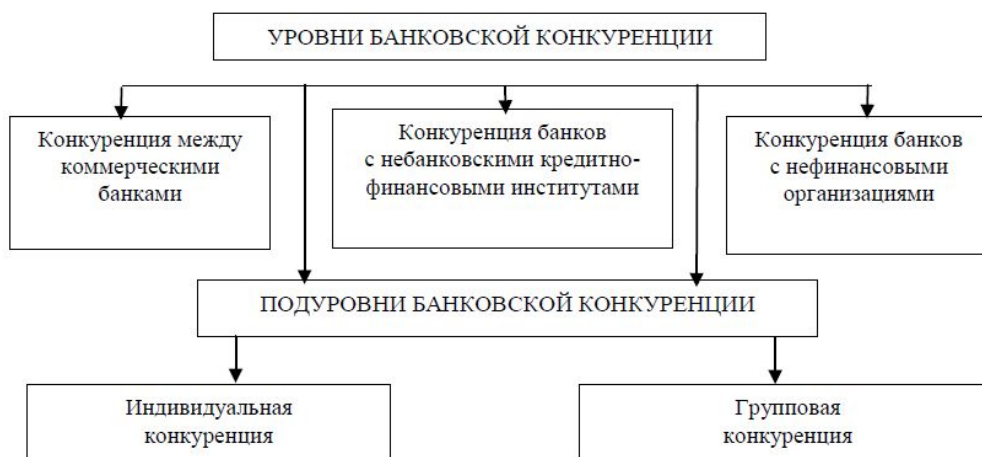 УРОВНИ БАНКОВСКОЙ КОНКУРЕНЦИИ
Конкуренция между
коммерческими
банками
Конкуренция банков
с небанковскими кредитно-
финансовыми институтами
Конкуренция банков
с нефинансовыми
организациями
ПОДУРОВНИ БАНКОВСКОЙ КОНКУРЕНЦИИ
Индивидуальная
конкуренция
Групповая
конкуренция